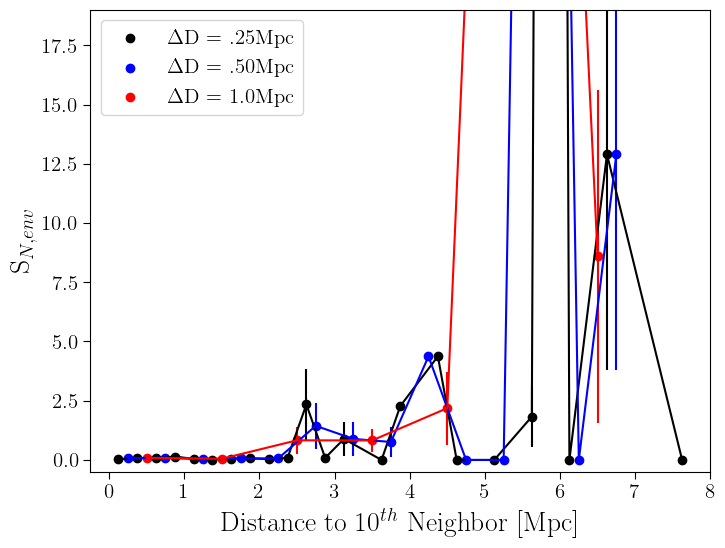 17.5
15.0
12.5
10.0
7.5
5.0
2.5
0.0
S_{N,env}
ΔD = .25Mpc
ΔD = .50Mpc
ΔD = 1.0Mpc
0 1 2 3 4 5 6 7 8
Distance to 10^{th} Neighbor [Mpc]